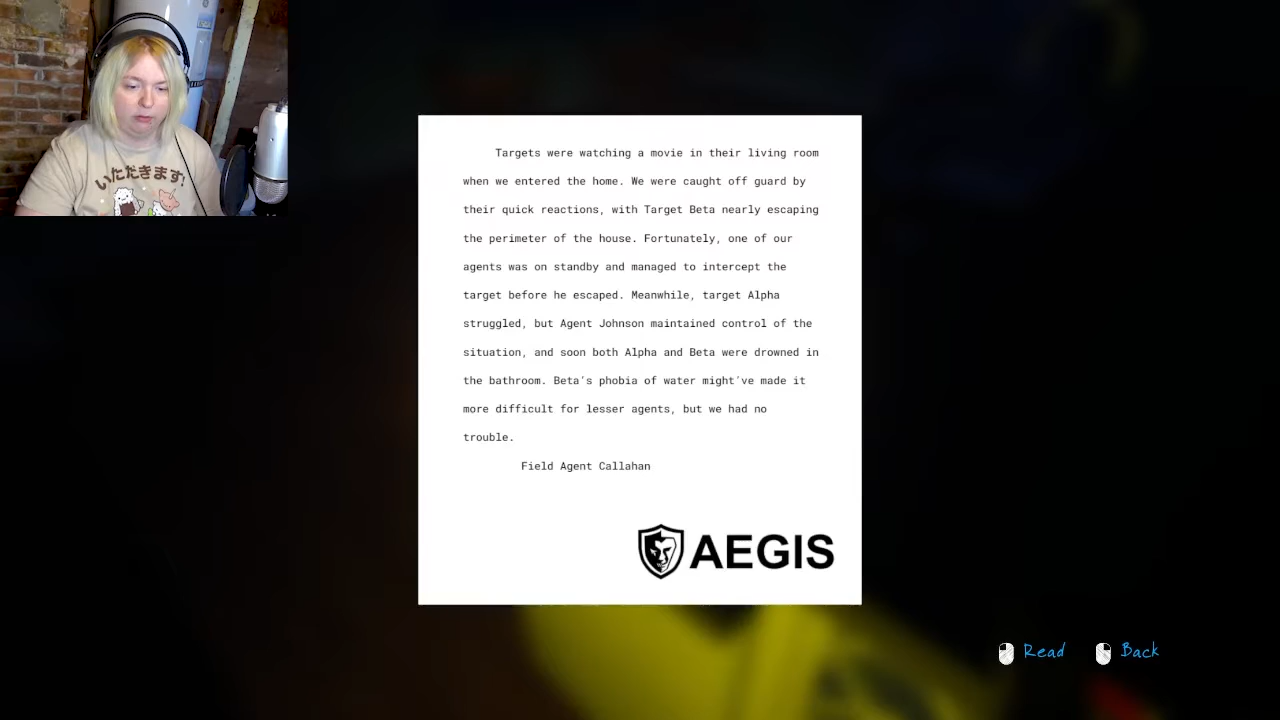 いただきます!
Targets were watching a movie in their living room
when we entered the home. We were caught off guard by
their quick reactions, with Target Beta nearly escaping
the perimeter of the house. Fortunately, one of our
agents was on standby and managed to intercept the
target before he escaped. Meanwhile, target Alpha
struggled, but Agent Johnson maintained control of the
situation, and soon both Alpha and Beta were drowned in
the bathroom. Beta's phobia of water might've made it
more difficult for lesser agents, but we had no
trouble.
Field Agent Callahan
AEGIS
Read Back